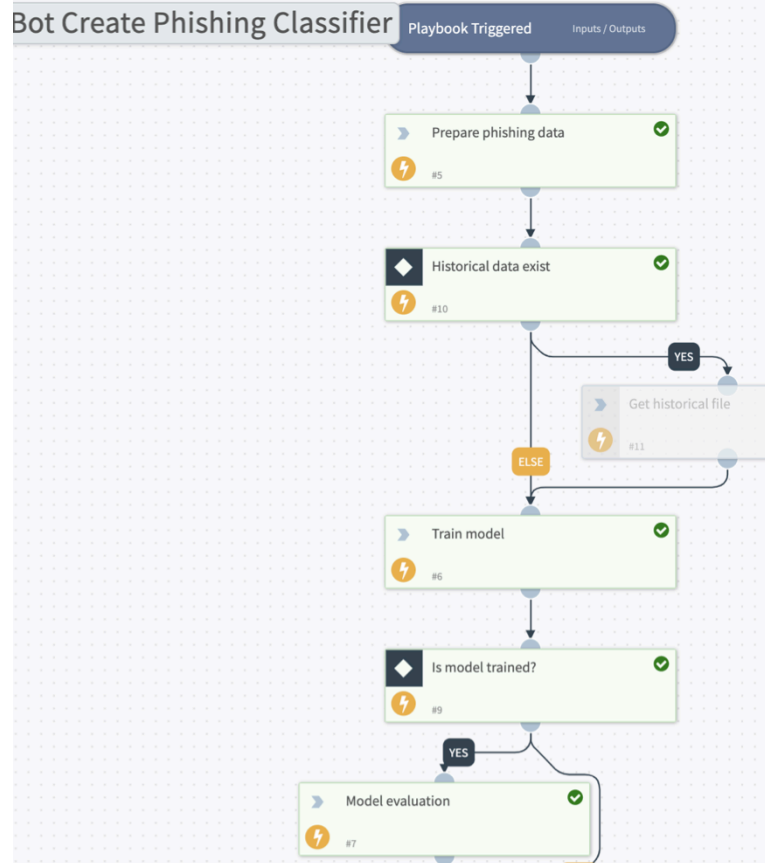 Bot Create Phishing Classifier
Playbook Triggered
Inputs / Outputs
Prepare phishing data
#5
Historical data exist
#10
YES
Get historical file
#11
ELSE
Train model
#6
Is model trained?
#9
YES
Model evaluation
#7